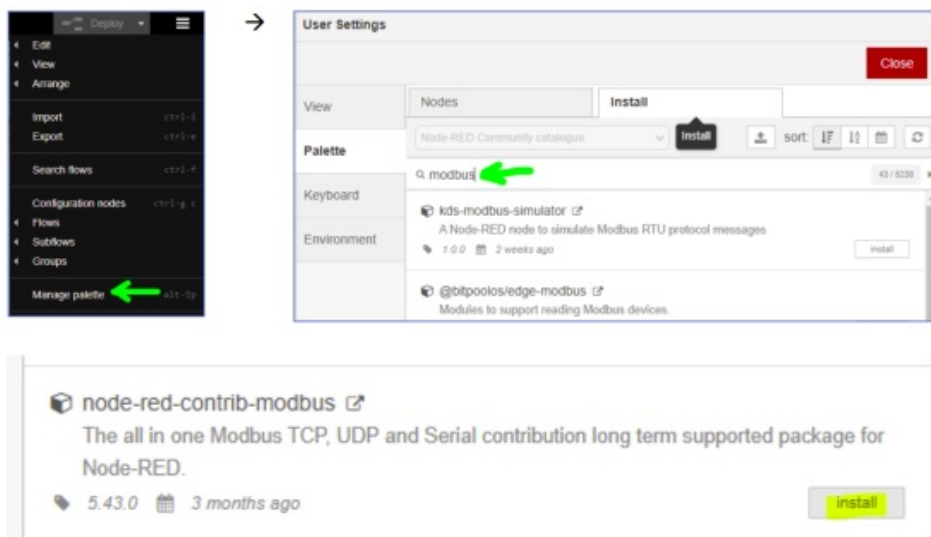 Deploy
→
Edit
View
Arrange
Import ctrl-i
Export ctrl-e
Search flows ctrl-f
Configuration nodes ctrl-g c
Flows
Subflows
Groups
Manage palette
User Settings
Close
View
Palette
Keyboard
Environment
Nodes
Install
Node-RED Community catalogue
Install
sort:
modbus
43 / 5230
kds-modbus-simulator
A Node-RED node to simulate Modbus RTU protocol messages
1.0.0 2 weeks ago
install
@bitpoolos/edge-modbus
Modules to support reading Modbus devices.
node-red-contrib-modbus
The all in one Modbus TCP, UDP and Serial contribution long term supported package for
Node-RED.
5.43.0 3 months ago
install